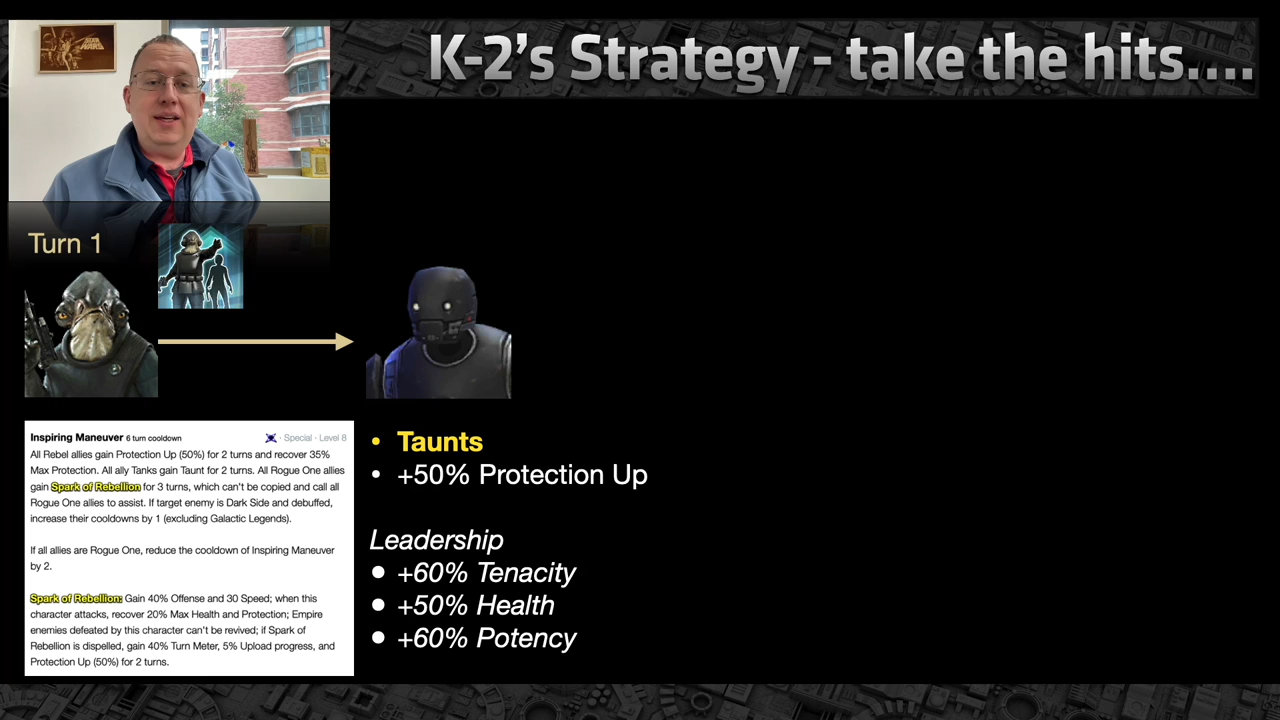 STAR
WARS
K-2's Strategy - take the hits....
Turn 1
Inspiring Maneuver 6 turn cooldown
· Special · Level 8
All Rebel allies gain Protection Up (50%) for 2 turns and recover 35%
Max Protection. All ally Tanks gain Taunt for 2 turns. All Rogue One allies
gain Spark of Rebellion for 3 turns, which can't be copied and call all
Rogue One allies to assist. If target enemy is Dark Side and debuffed,
increase their cooldowns by 1 (excluding Galactic Legends).
If all allies are Rogue One, reduce the cooldown of Inspiring Maneuver
by 2.
Spark of Rebellion: Gain 40% Offense and 30 Speed; when this
character attacks, recover 20% Max Health and Protection; Empire
enemies defeated by this character can't be revived; if Spark of
Rebellion is dispelled, gain 40% Turn Meter, 5% Upload progress, and
Protection Up (50%) for 2 turns.
• Taunts
• +50% Protection Up
Leadership
• +60% Tenacity
• +50% Health
• +60% Potency